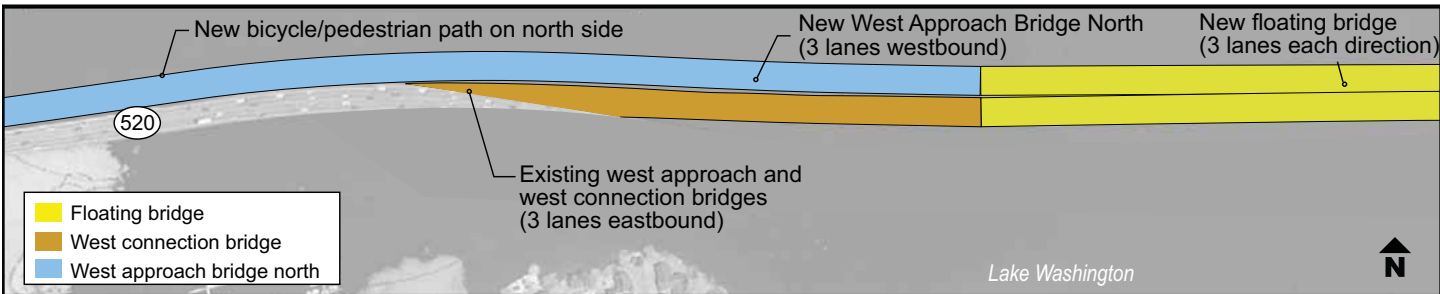 New bicycle/pedestrian path on north side
New West Approach Bridge North
(3 lanes westbound)
New floating bridge
(3 lanes each direction)
520
Existing west approach and
west connection bridges
(3 lanes eastbound)
Floating bridge
West connection bridge
West approach bridge north
Lake Washington
N